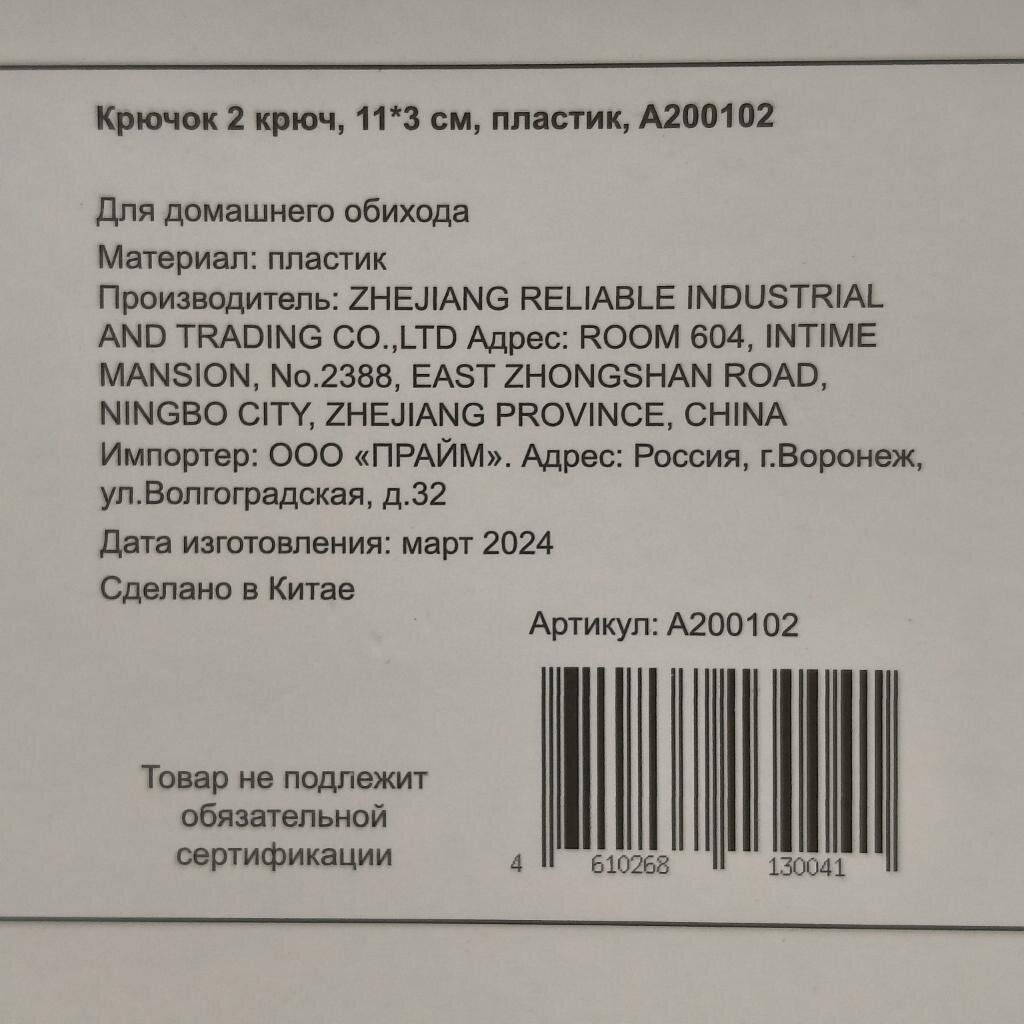 Крючок 2 крюч, 11*3 см, пластик, А200102
Для домашнего обихода
Материал: пластик
Производитель: ZHEJIANG RELIABLE INDUSTRIAL
AND TRADING CO.,LTD Адрес: ROOM 604, INTIME
MANSION, No.2388, EAST ZHONGSHAN ROAD,
NINGBO CITY, ZHEJIANG PROVINCE, CHINA
Импортер: ООО «ПРАЙМ». Адрес: Россия, г.Воронеж,
ул.Волгоградская, д.32
Дата изготовления: март 2024
Сделано в Китае
Артикул: А200102
Товар не подлежит
обязательной
сертификации
4 610268 130041